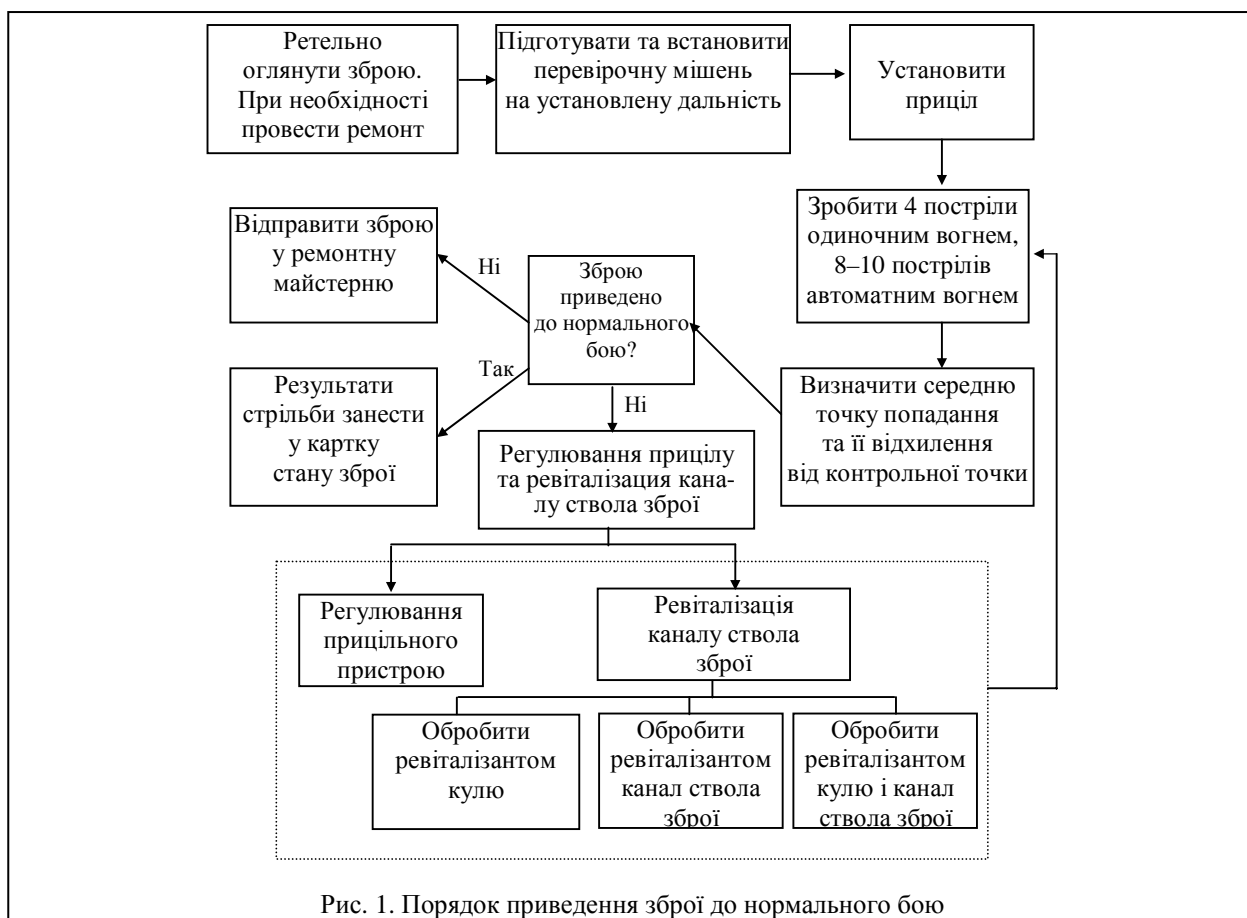 Ретельно
оглянути зброю.
При необхідності
провести ремонт
Підготувати та встановити
перевірочну мішень
на установлену дальність
Установити
приціл
Зробити 4 постріли
одиночним вогнем,
8–10 пострілів
автоматним вогнем
Визначити середню
точку попадання
та її відхилення
від контрольної точки
Зброю
приведено
до нормального
бою?
Ні
Відправити зброю
у ремонтну
майстерню
Так
Результати
стрільби занести
у картку
стану зброї
Ні
Регулювання прицілу
та ревіталізация кана-
лу ствола зброї
Регулювання
прицільного
пристрою
Ревіталізація
каналу ствола
зброї
Обробити
ревіталізантом
кулю
Обробити
ревіталізантом
канал ствола
зброї
Обробити
ревіталізантом
кулю і канал
ствола зброї
Рис. 1. Порядок приведення зброї до нормального бою